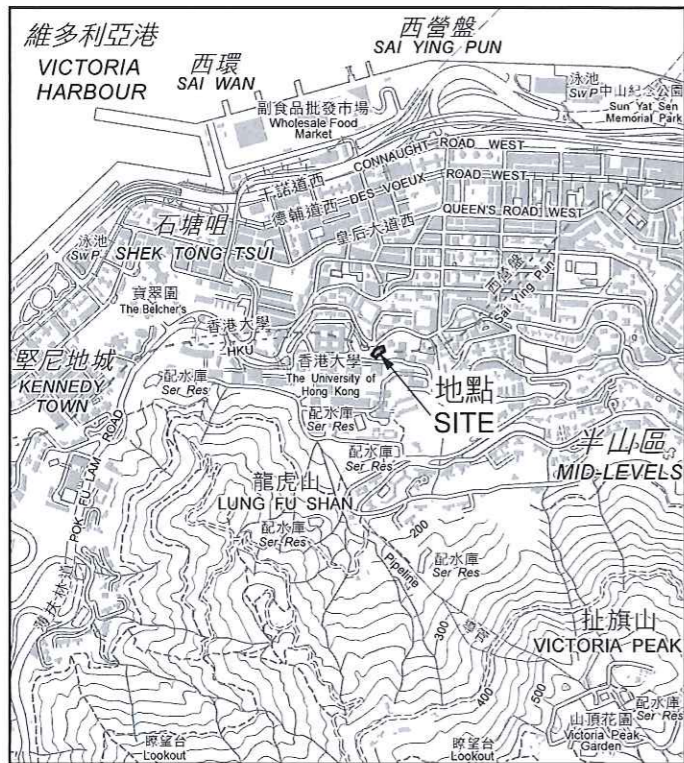 維多利亞港
VICTORIA
HARBOUR
西環
SAI WAN
西營盤
SAI YING PUN
副食品批發市場
Wholesale Food
Market
泳池
Sw P
中山紀念公園
Sun Yat Sen
Memorial Park
干諾道西
CONNAUGHT ROAD WEST
德輔道西
DES VOEUX ROAD WEST
皇后大道西
QUEEN'S ROAD WEST
石塘咀
SHEK TONG TSUI
泳池
Sw P
寶翠園
The Belcher's
西營盤
Sai Ying Pun
香港大學
HKU
堅尼地城
KENNEDY
TOWN
香港大學
The University of
Hong Kong
地點
SITE
配水庫
Ser Res
配水庫
Ser Res
配水庫
Ser Res
半山區
MID-LEVELS
龍虎山
LUNG FU SHAN
配水庫
Ser Res
200
配水庫
Ser Res
Pipeline
管道
300
400
500
薄扶林道
POK FU LAM ROAD
扯旗山
VICTORIA PEAK
山頂花園
Victoria Peak
Garden
配水庫
Ser Res
瞭望台
Lookout
瞭望台
Lookout